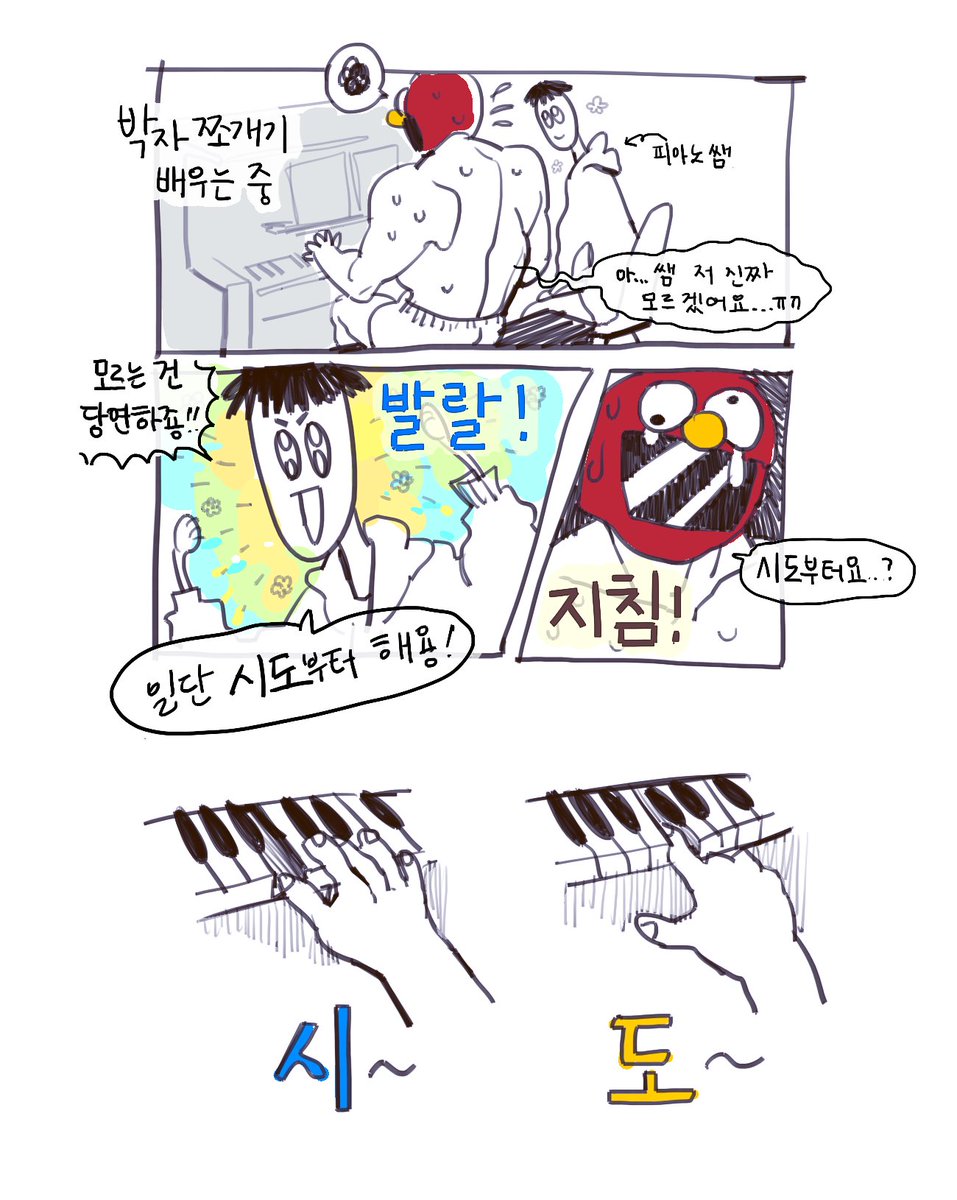 박자 쪼개기
배우는 중
피아노 쌤
아... 쌤 저 진짜
모르겠어요...ㅠㅠ
모르는 건
당연하죵!!
발랄!
일단 시도부터 해용!
지침!
시도부터요..?
시~
도~